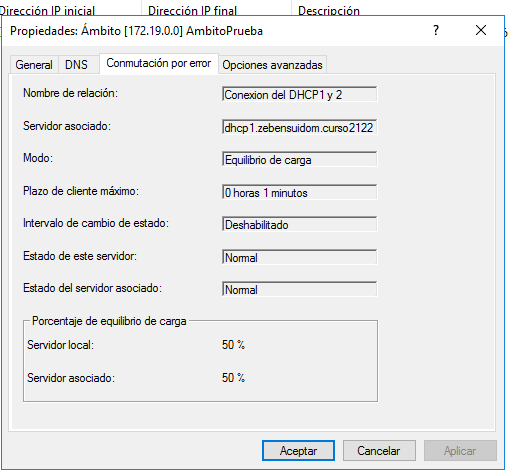 Dirección IP inicial Dirección IP final Descripción
Propiedades: Ámbito [172.19.0.0] AmbitoPrueba
General DNS Conmutación por error Opciones avanzadas
Nombre de relación: Conexion del DHCP1 y 2
Servidor asociado: dhcp1.zebensuidom.curso2122
Modo: Equilibrio de carga
Plazo de cliente máximo: 0 horas 1 minutos
Intervalo de cambio de estado: Deshabilitado
Estado de este servidor: Normal
Estado del servidor asociado: Normal
Porcentaje de equilibrio de carga
Servidor local: 50 %
Servidor asociado: 50 %
Aceptar Cancelar Aplicar